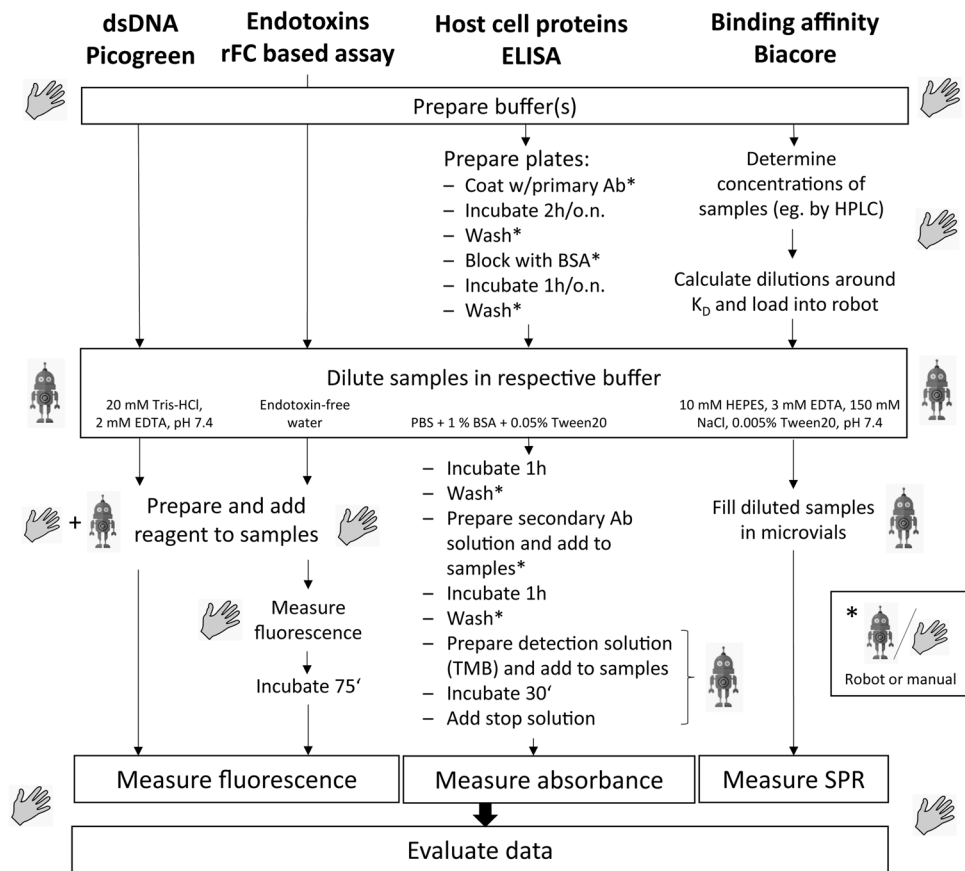 dsDNA
Picogreen
Endotoxins
rFC based assay
Host cell proteins
ELISA
Binding affinity
Biacore
Prepare buffer(s)
Prepare plates:
– Coat w/primary Ab*
– Incubate 2h/o.n.
– Wash*
– Block with BSA*
– Incubate 1h/o.n.
– Wash*
Determine
concentrations of
samples (eg. by HPLC)
Calculate dilutions around
K_D and load into robot
Dilute samples in respective buffer
20 mM Tris-HCl,
2 mM EDTA, pH 7.4
Endotoxin-free
water
PBS + 1 % BSA + 0.05% Tween20
10 mM HEPES, 3 mM EDTA, 150 mM
NaCl, 0.005% Tween20, pH 7.4
+
Prepare and add
reagent to samples
Measure
fluorescence
Incubate 75‘
– Incubate 1h
– Wash*
– Prepare secondary Ab
solution and add to
samples*
– Incubate 1h
– Wash*
– Prepare detection solution
(TMB) and add to samples
– Incubate 30‘
– Add stop solution
Fill diluted samples
in microvials
* /
Robot or manual
Measure fluorescence
Measure absorbance
Measure SPR
Evaluate data